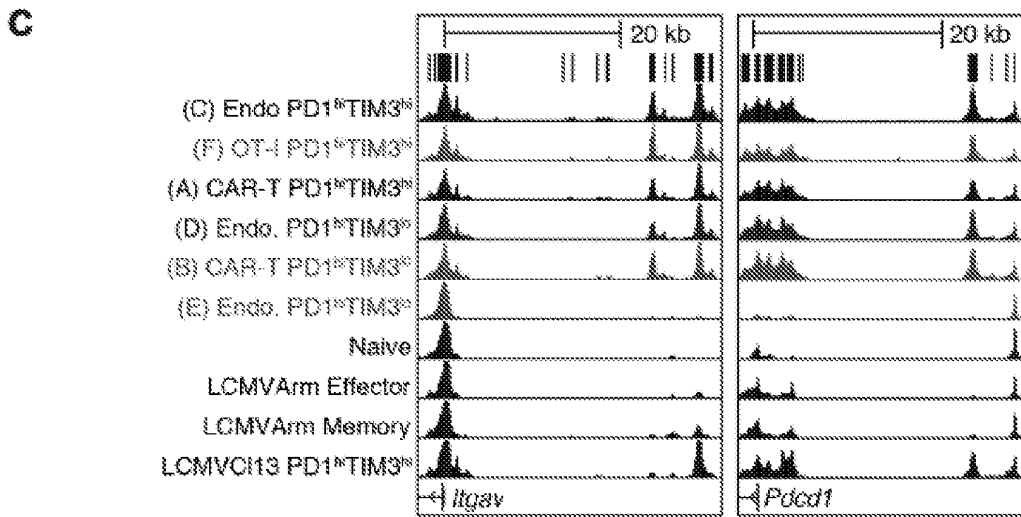 C
20 kb 20 kb
(C) Endo PD1ʰⁱTIM3ʰⁱ
(F) OT-I PD1ʰⁱTIM3ʰⁱ
(A) CAR-T PD1ʰⁱTIM3ʰⁱ
(D) Endo. PD1ʰⁱTIM3ˡᵒ
(B) CAR-T PD1ʰⁱTIM3ˡᵒ
(E) Endo. PD1ˡᵒTIM3ˡᵒ
Naive
LCMVArm Effector
LCMVArm Memory
LCMVCl13 PD1ʰⁱTIM3ʰⁱ
Itgav Pdcd1